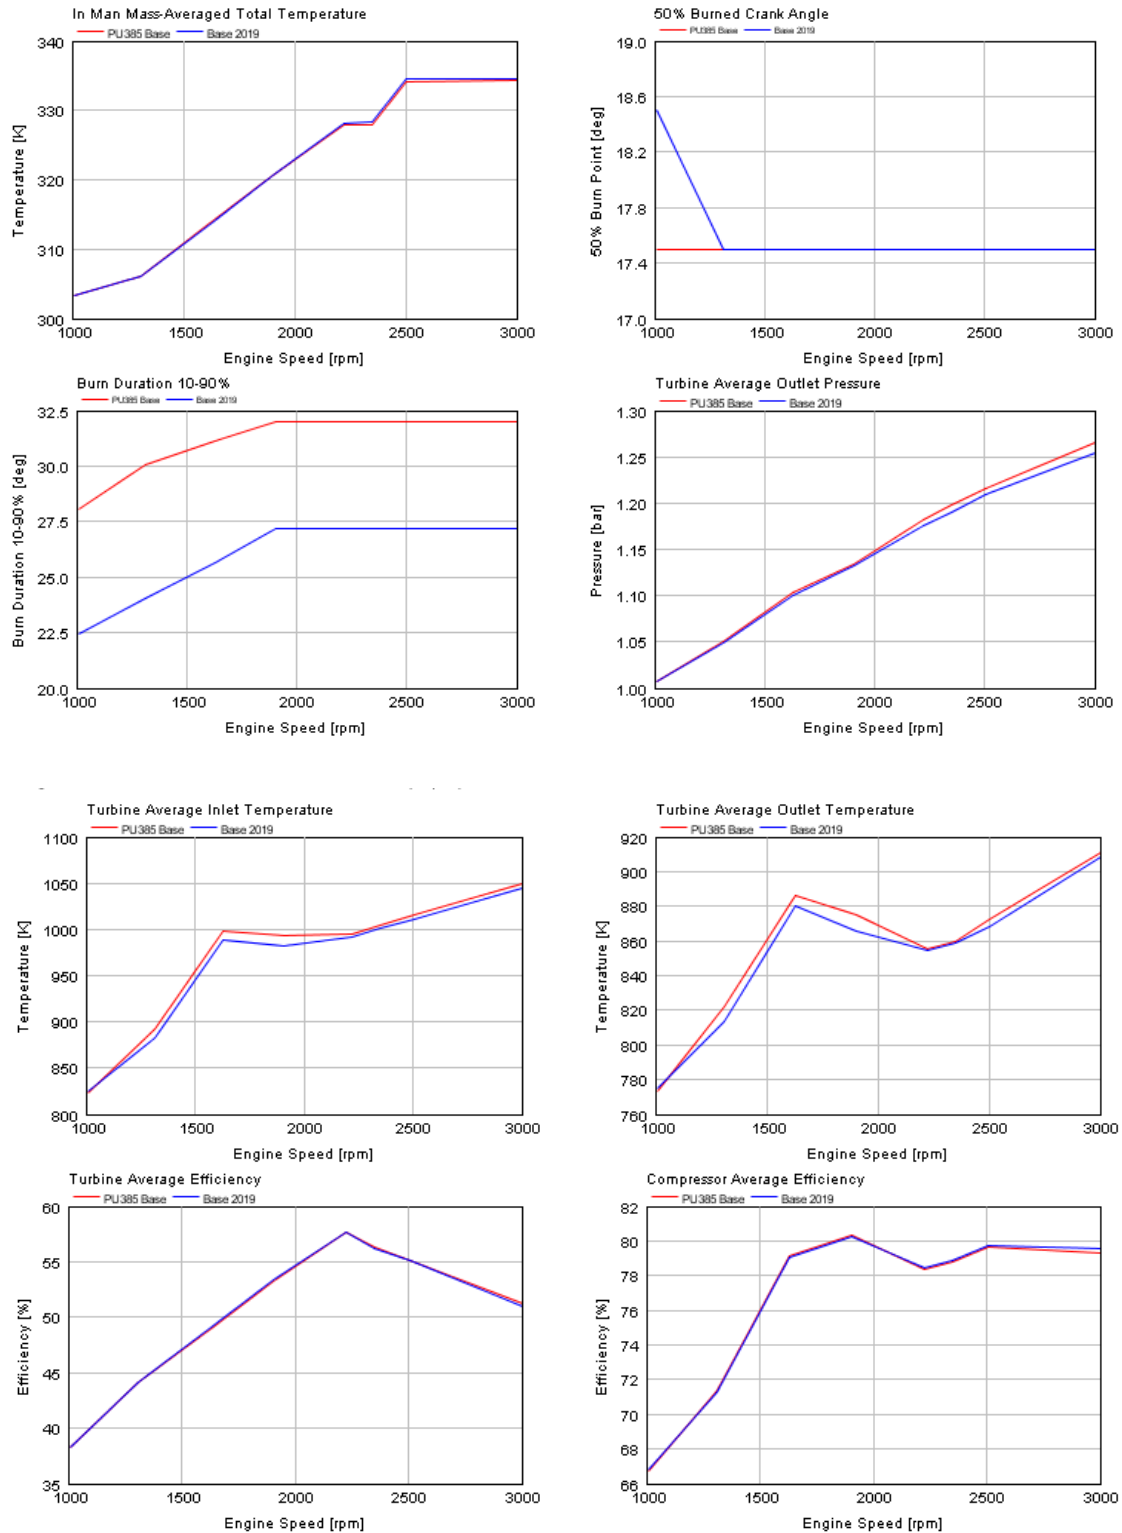 In Man Mass-Averaged Total Temperature
PU385 Base Base 2019
340
330
320
310
300
Temperature [K]
1000 1500 2000 2500 3000
Engine Speed [rpm]
50% Burned Crank Angle
PU385 Base Base 2019
19.0
18.6
18.2
17.8
17.4
17.0
50% Burn Point [deg]
1000 1500 2000 2500 3000
Engine Speed [rpm]
Burn Duration 10-90%
PU385 Base Base 2019
32.5
30.0
27.5
25.0
22.5
20.0
Burn Duration 10-90% [deg]
1000 1500 2000 2500 3000
Engine Speed [rpm]
Turbine Average Outlet Pressure
PU385 Base Base 2019
1.30
1.25
1.20
1.15
1.10
1.05
1.00
Pressure [bar]
1000 1500 2000 2500 3000
Engine Speed [rpm]
Turbine Average Inlet Temperature
PU385 Base Base 2019
1100
1050
1000
950
900
850
800
Temperature [K]
1000 1500 2000 2500 3000
Engine Speed [rpm]
Turbine Average Outlet Temperature
PU385 Base Base 2019
920
900
880
860
840
820
800
780
760
Temperature [K]
1000 1500 2000 2500 3000
Engine Speed [rpm]
Turbine Average Efficiency
PU385 Base Base 2019
60
55
50
45
40
35
Efficiency [%]
1000 1500 2000 2500 3000
Engine Speed [rpm]
Compressor Average Efficiency
PU385 Base Base 2019
82
80
78
76
74
72
70
68
66
Efficiency [%]
1000 1500 2000 2500 3000
Engine Speed [rpm]